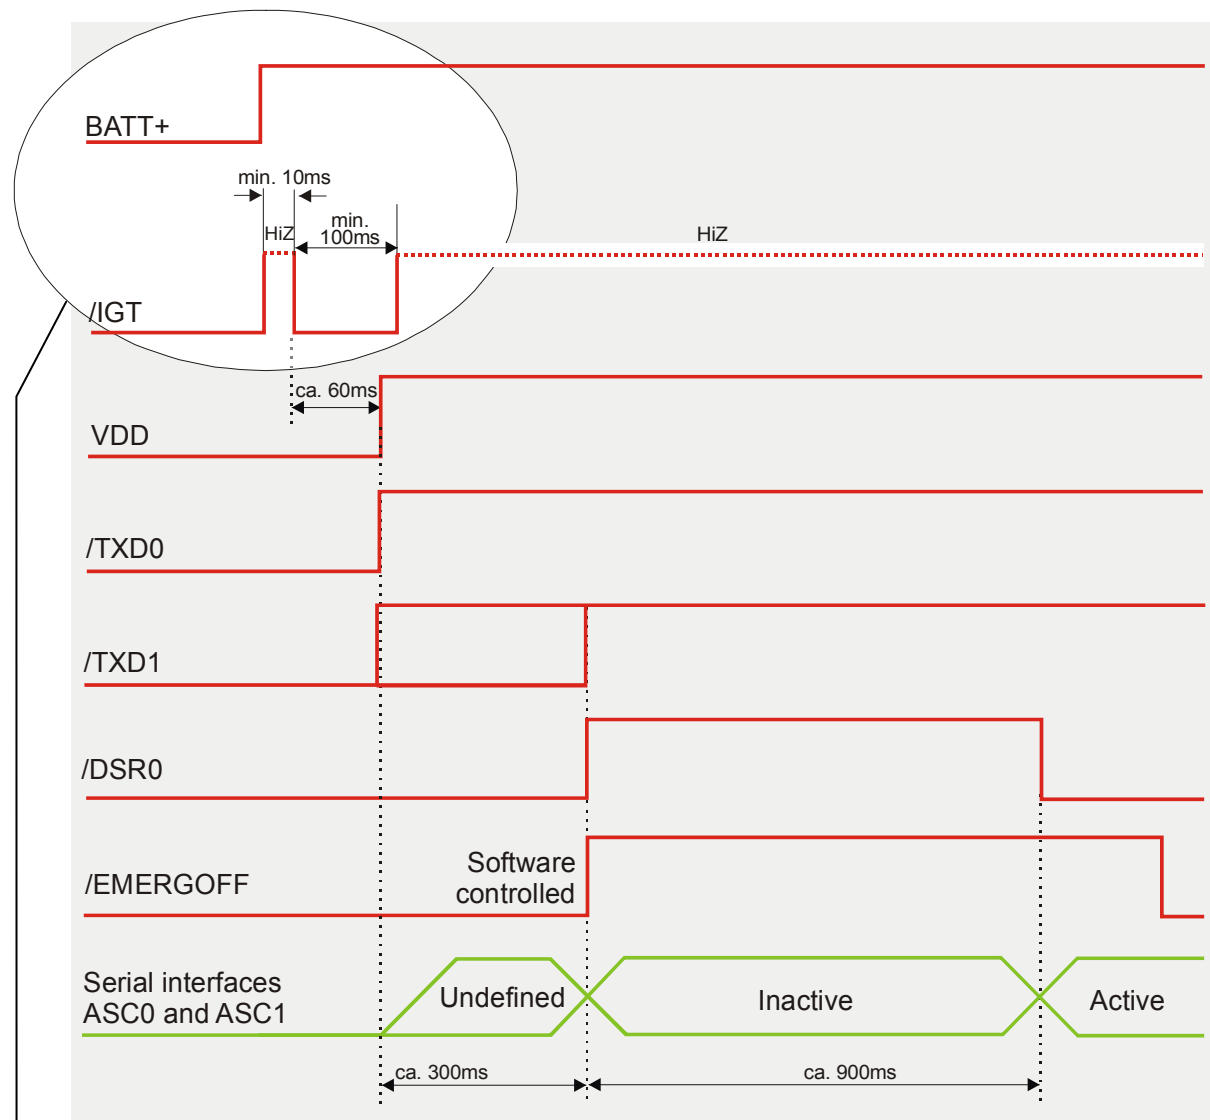 BATT+
min. 10ms
HiZ
min.
100ms
HiZ
/IGT
ca. 60ms
VDD
/TXD0
/TXD1
/DSR0
/EMERGOFF
Software
controlled
Serial interfaces
ASC0 and ASC1
Undefined
Inactive
Active
ca. 300ms
ca. 900ms